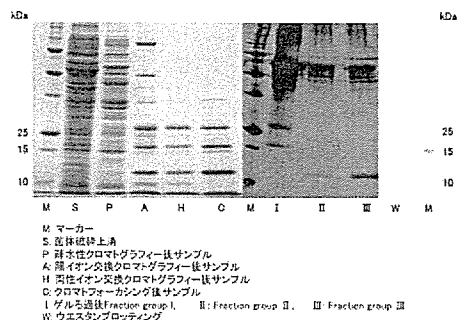 kDa kDa
25 25
15 15
10 10
M S P A H C M I II III W M
M: マーカー
S: 菌体破砕上清
P: 疎水性クロマトグラフィー後サンプル
A: 陰イオン交換クロマトグラフィー後サンプル
H: 両性イオン交換クロマトグラフィー後サンプル
C: クロマトフォーカシング後サンプル
I: ゲルろ過後Fraction group I, II: Fraction group II, III: Fraction group III
W: ウエスタンブロッティング